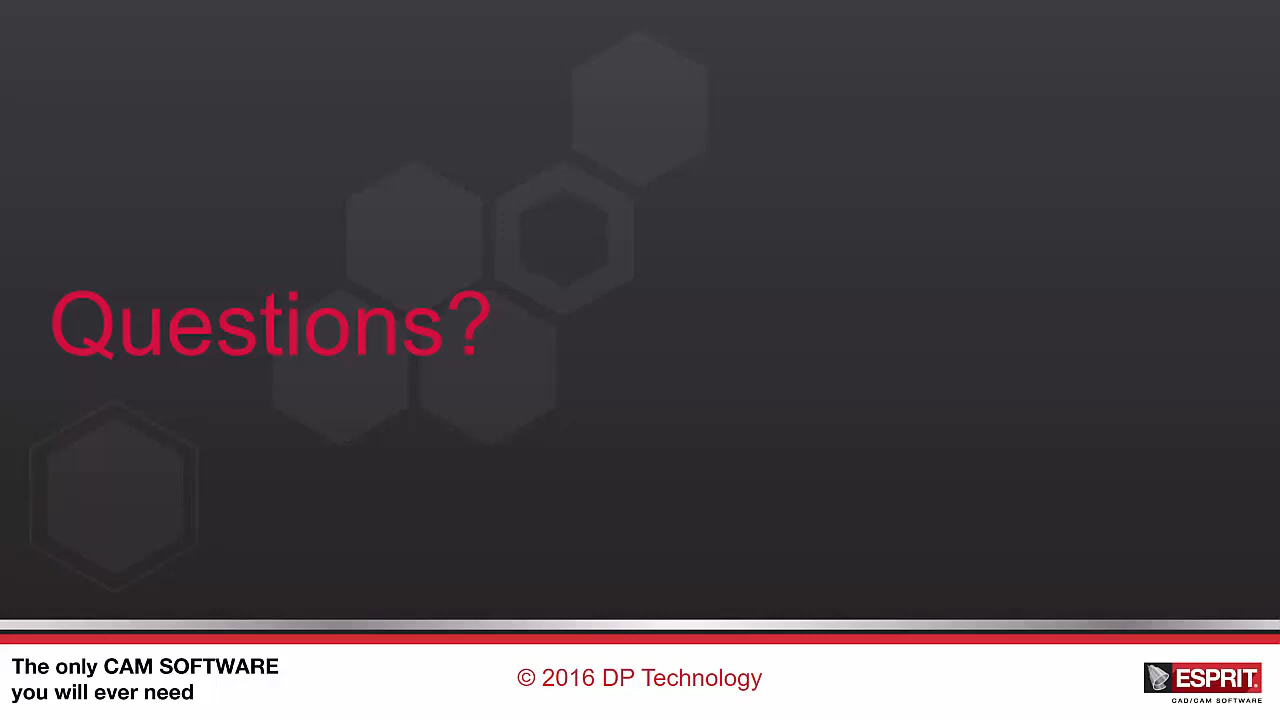 Questions?
The only CAM SOFTWARE
you will ever need
© 2016 DP Technology
ESPRIT.
CAD/CAM SOFTWARE